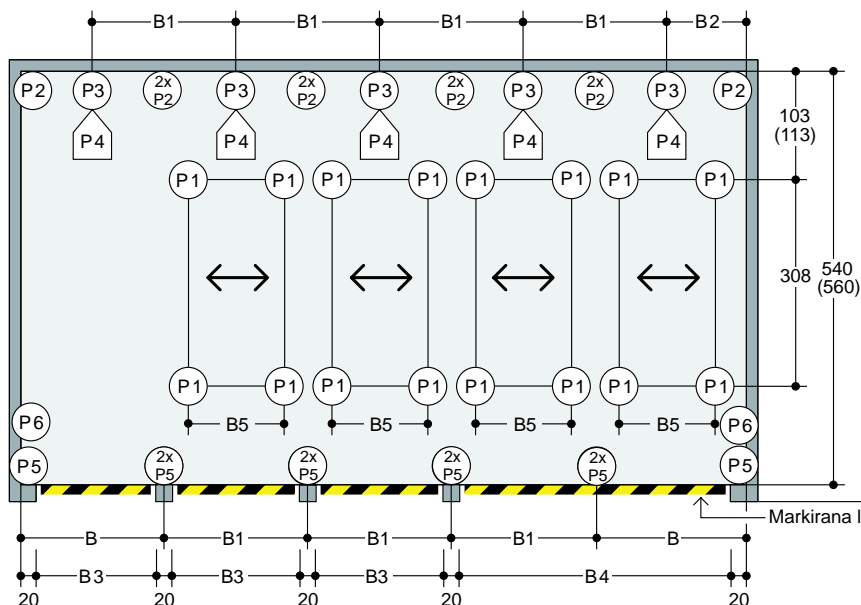 B1 B1 B1 B1 B2
P2 P3 2x P2 P3 2x P2 P3 2x P2 P3 2x P2 P3 P2
P4 P4 P4 P4 P4
103
(113)
P1 P1 P1 P1 P1 P1 P1 P1
308
540
(560)
P1 P1 P1 P1 P1 P1 P1 P1
B5 B5 B5 B5
P6 P6
P5 2x P5 2x P5 2x P5 2x P5 P5
Markirana l
B B1 B1 B1 B
B3 B3 B3 B4
20 20 20 20 20